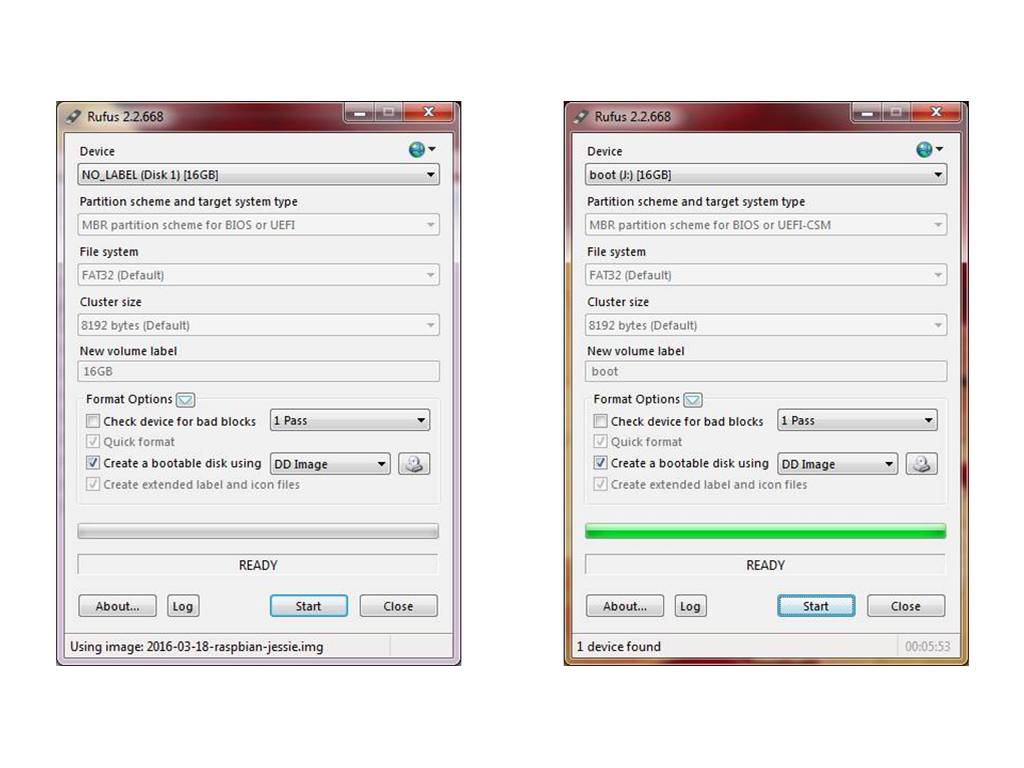 Rufus 2.2.668
Device
NO_LABEL (Disk 1) [16GB]
Partition scheme and target system type
MBR partition scheme for BIOS or UEFI
File system
FAT32 (Default)
Cluster size
8192 bytes (Default)
New volume label
16GB
Format Options
Check device for bad blocks 1 Pass
Quick format
Create a bootable disk using DD Image
Create extended label and icon files
READY
About... Log Start Close
Using image: 2016-03-18-raspbian-jessie.img
Rufus 2.2.668
Device
boot (J:) [16GB]
Partition scheme and target system type
MBR partition scheme for BIOS or UEFI-CSM
File system
FAT32 (Default)
Cluster size
8192 bytes (Default)
New volume label
boot
Format Options
Check device for bad blocks 1 Pass
Quick format
Create a bootable disk using DD Image
Create extended label and icon files
READY
About... Log Start Close
1 device found 00:05:53